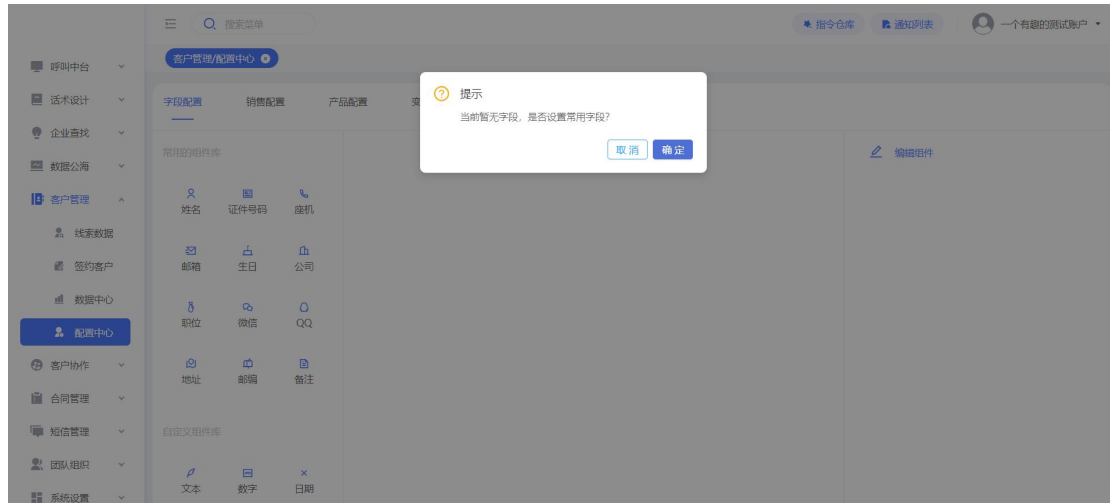 搜索菜单
指令仓库
通知列表
一个有趣的测试账户
呼叫中台
客户管理/配置中心
话术设计
企业查找
数据公海
客户管理
线索数据
签约客户
数据中心
配置中心
客户协作
合同管理
短信管理
团队组织
系统设置
字段配置 销售配置 产品配置 变
提示
当前暂无字段，是否设置常用字段?
取消 确定
编辑组件
常用的组件库
姓名 证件号码 座机
邮箱 生日 公司
职位 微信 QQ
地址 邮编 备注
自定义组件库
文本 数字 日期